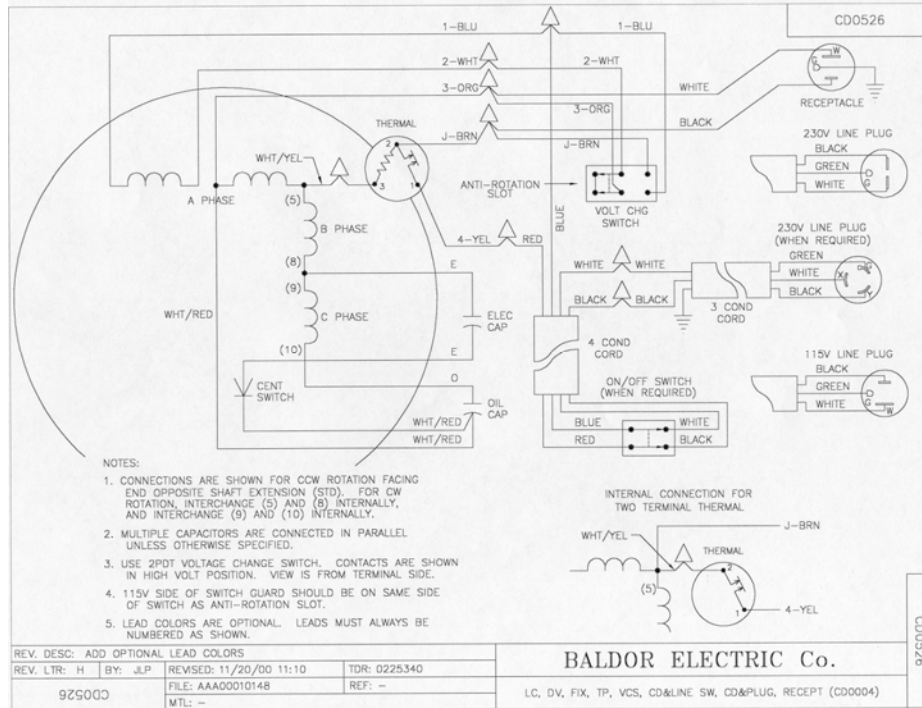 CD0526
1-BLU
1-BLU
2-WHT
2-WHT
3-ORG
3-ORG
WHITE
W
G
RECEPTACLE
THERMAL
2
3
1
J-BRN
J-BRN
BLACK
WHT/YEL
230V LINE PLUG
BLACK
GREEN
WHITE
G
ANTI-ROTATION
SLOT
VOLT CHG
SWITCH
BLUE
A PHASE
(5)
B PHASE
(8)
(9)
C PHASE
(10)
4-YEL
RED
230V LINE PLUG
(WHEN REQUIRED)
GREEN
WHITE
BLACK
G
X
Y
WHITE
WHITE
BLACK
BLACK
3 COND
CORD
4 COND
CORD
E
ELEC
CAP
E
O
OIL
CAP
WHT/RED
WHT/RED
WHT/RED
CENT
SWITCH
115V LINE PLUG
BLACK
GREEN
WHITE
G
W
ON/OFF SWITCH
(WHEN REQUIRED)
BLUE
WHITE
RED
BLACK
NOTES:
1. CONNECTIONS ARE SHOWN FOR CCW ROTATION FACING
END OPPOSITE SHAFT EXTENSION (STD). FOR CW
ROTATION, INTERCHANGE (5) AND (8) INTERNALLY,
AND INTERCHANGE (9) AND (10) INTERNALLY.
2. MULTIPLE CAPACITORS ARE CONNECTED IN PARALLEL
UNLESS OTHERWISE SPECIFIED.
3. USE 2PDT VOLTAGE CHANGE SWITCH. CONTACTS ARE SHOWN
IN HIGH VOLT POSITION. VIEW IS FROM TERMINAL SIDE.
4. 115V SIDE OF SWITCH GUARD SHOULD BE ON SAME SIDE
OF SWITCH AS ANTI-ROTATION SLOT.
5. LEAD COLORS ARE OPTIONAL. LEADS MUST ALWAYS BE
NUMBERED AS SHOWN.
INTERNAL CONNECTION FOR
TWO TERMINAL THERMAL
J-BRN
WHT/YEL
THERMAL
2
1
(5)
4-YEL
REV. DESC: ADD OPTIONAL LEAD COLORS
REV. LTR: H
BY: JLP
REVISED: 11/20/00 11:10
TDR: 0225340
CD0526
FILE: AAA00010148
REF: -
MTL: -
BALDOR ELECTRIC Co.
LC, DV, FIX, TP, VCS, CD&LINE SW, CD&PLUG, RECEPT (CD0004)
CD0526